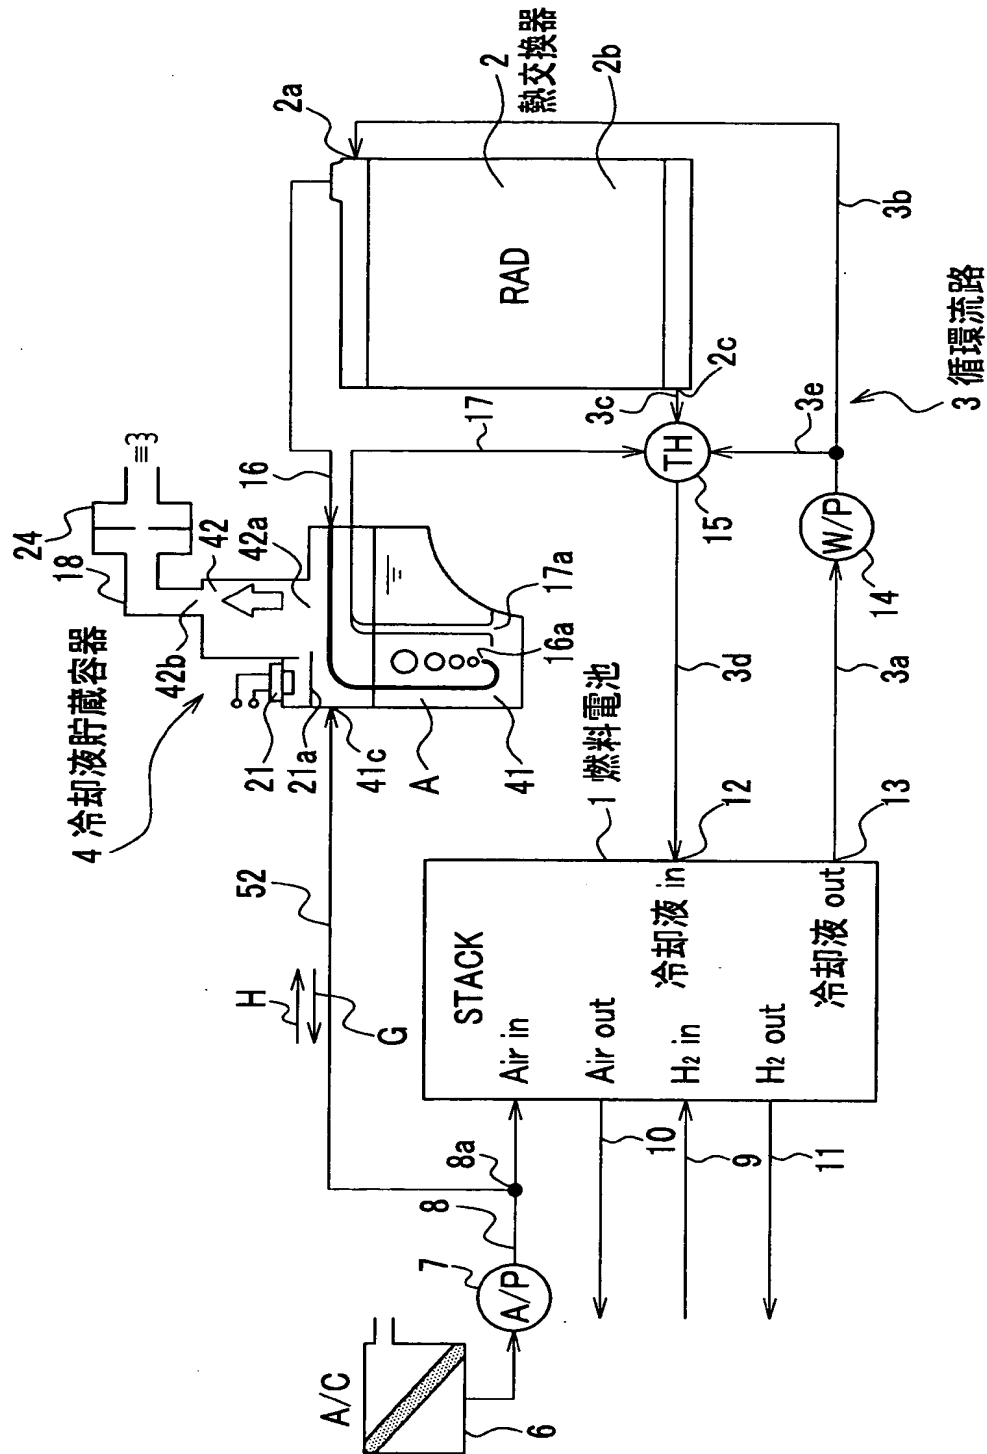 4 冷却液貯蔵容器
24
18
42
42b
42a
16
2a
21
21a
41c
A
41
16a
17a
17
52
H
G
RAD
2
熱交換器
2b
2c
3c
TH
15
3e
3b
3 循環流路
W/P
14
3d
3a
1 燃料電池
12
13
STACK
Air in
Air out
冷却液 in
H2 in
H2 out
冷却液 out
8a
8
7
A/P
A/C
6
10
9
11